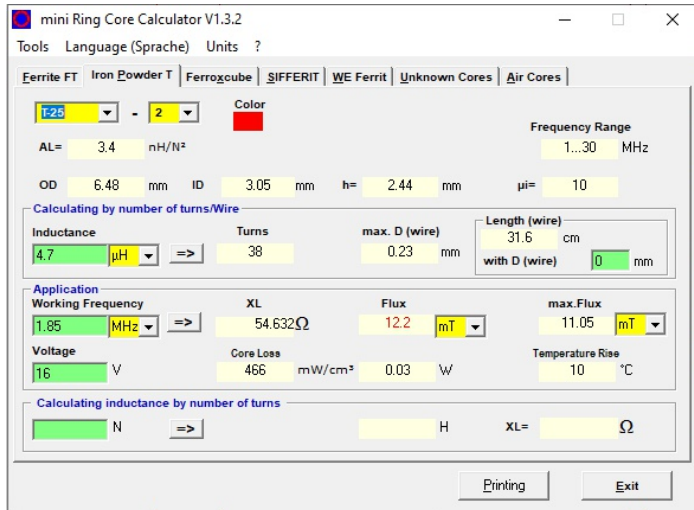 mini Ring Core Calculator V1.3.2
Tools Language (Sprache) Units ?
Ferrite FT Iron Powder T Ferroxcube SIFFERIT WE Ferrit Unknown Cores Air Cores
T-25 - 2 Color
Frequency Range
AL= 3.4 nH/N² 1...30 MHz
OD 6.48 mm ID 3.05 mm h= 2.44 mm μi= 10
Calculating by number of turns/Wire
Inductance Turns max. D (wire) Length (wire)
4.7 μH => 38 0.23 mm 31.6 cm
with D (wire) 0 mm
Application
Working Frequency XL Flux max.Flux
1.85 MHz => 54.632Ω 12.2 mT 11.05 mT
Voltage Core Loss Temperature Rise
16 V 466 mW/cm³ 0.03 W 10 °C
Calculating inductance by number of turns
N => H XL= Ω
Printing Exit